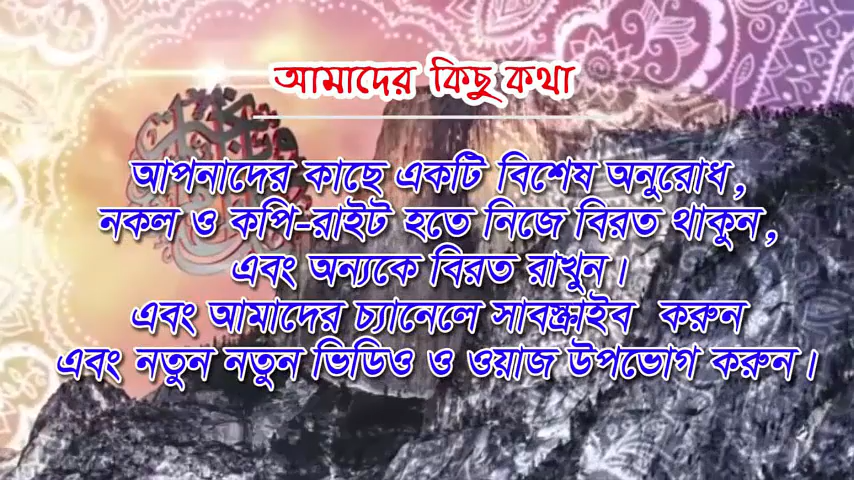 আমাদের কিছু কথা
আপনাদের কাছে একটি বিশেষ অনুরোধ,
নকল ও কপি-রাইট হতে নিজে বিরত থাকুন,
এবং অন্যকে বিরত রাখুন।
এবং আমাদের চ্যানেলে সাবস্ক্রাইব করুন
এবং নতুন নতুন ভিডিও ও ওয়াজ উপভোগ করুন।